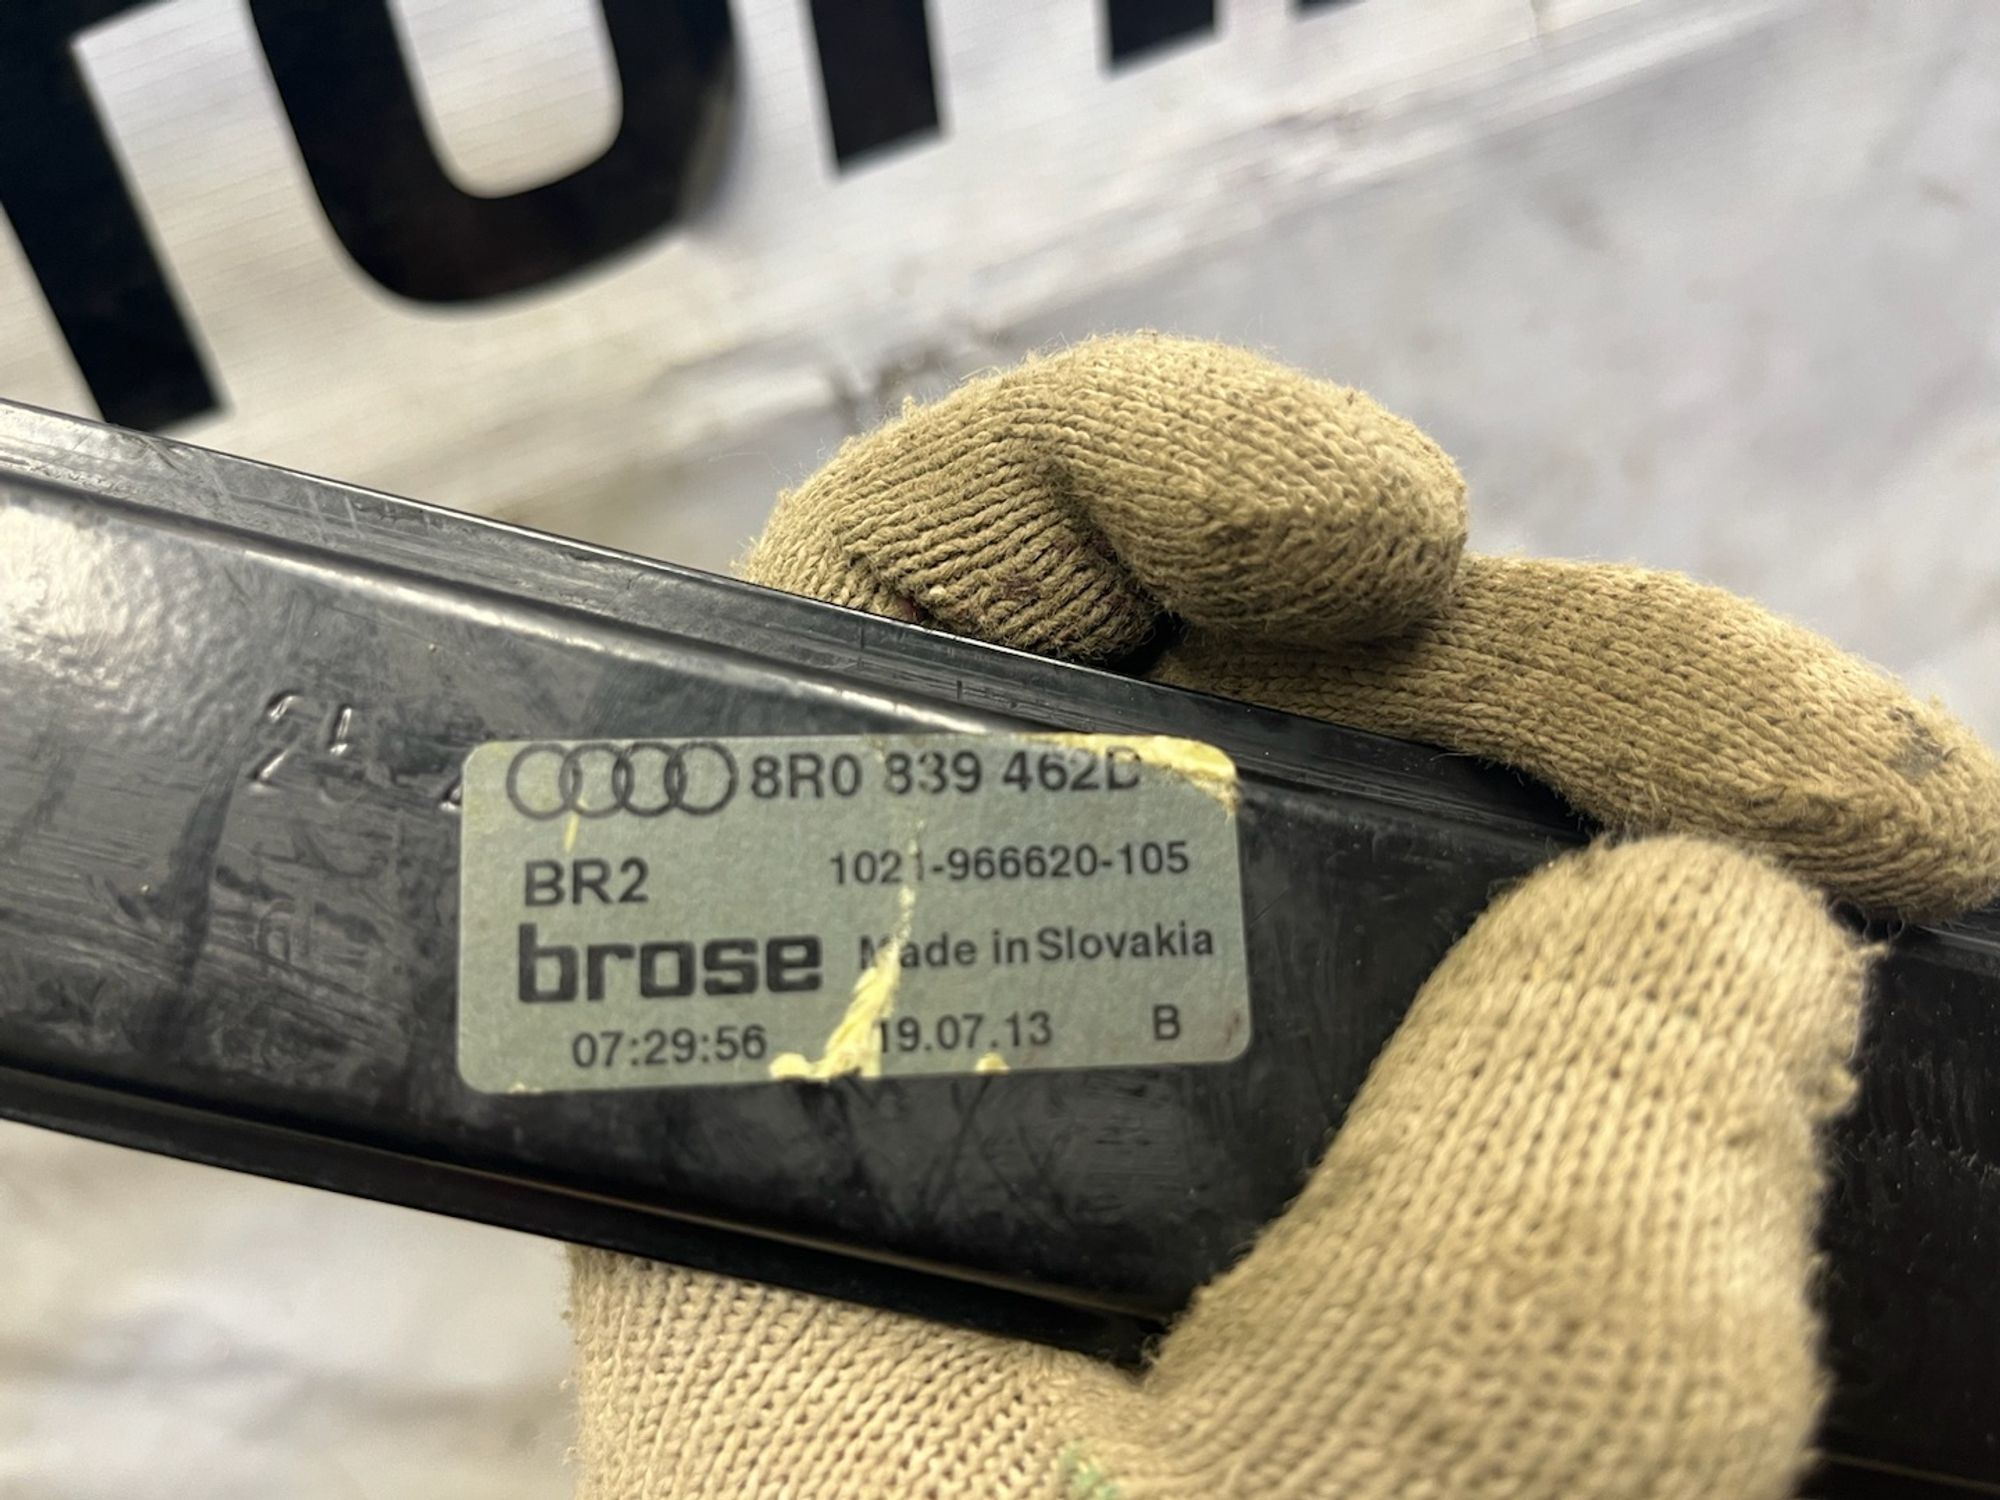 8R0 839 462D
BR2
1021-966620-105
brose
Made in Slovakia
07:29:56
19.07.13
B